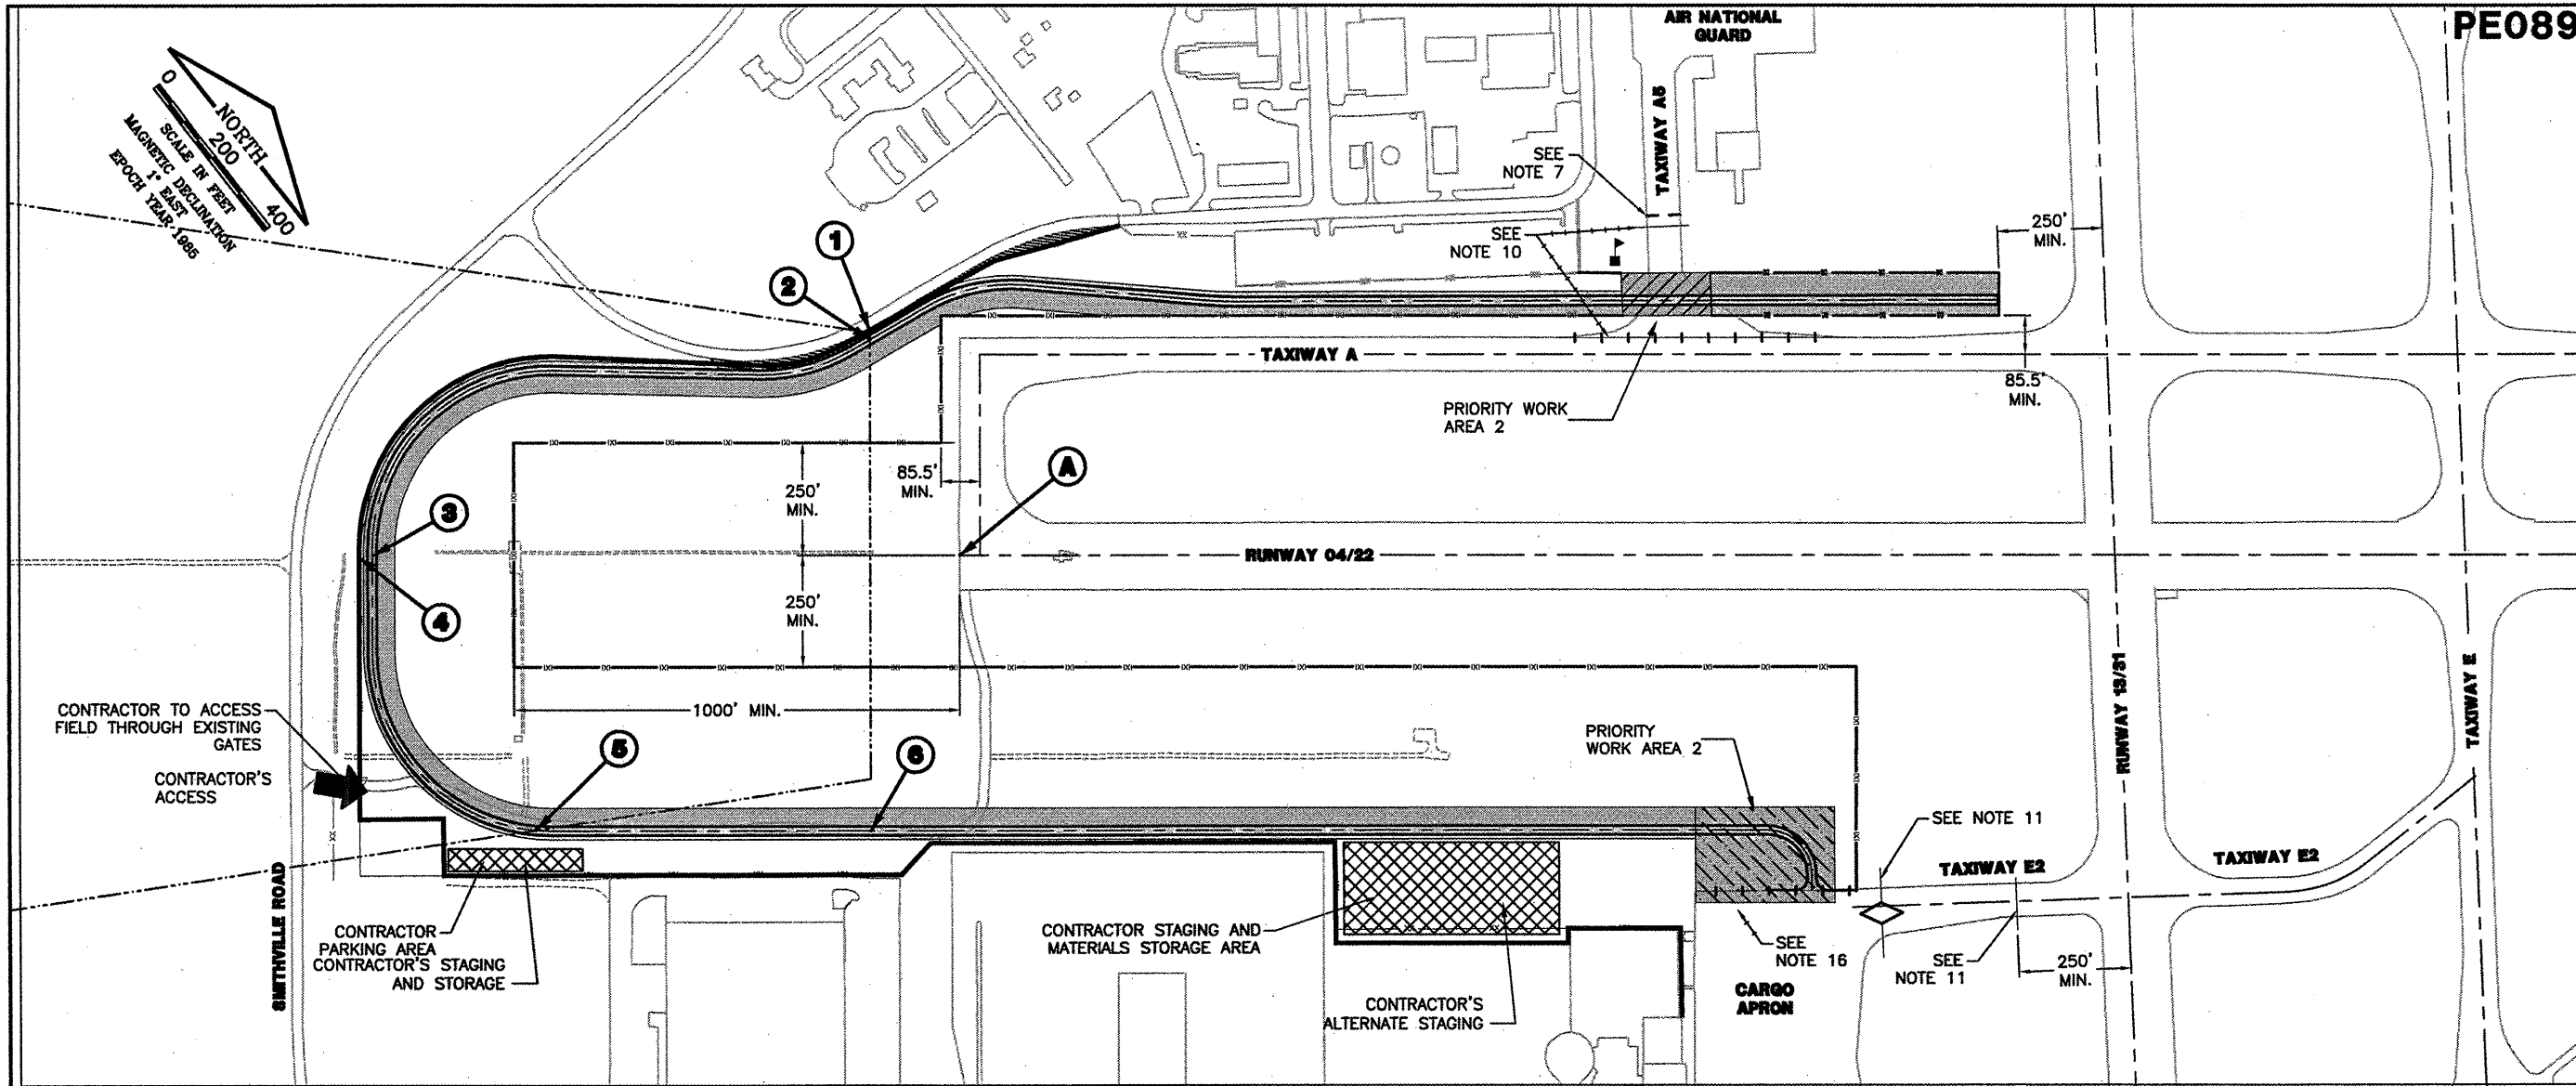 AIR NATIONAL
GUARD
PE089
0
NORTH
200
400
SCALE IN FEET
MAGNETIC DECLINATION
1° EAST
EPOCH YEAR-1985
TAXIWAY A5
SEE
NOTE 7
SEE
NOTE 10
250'
MIN.
1
2
TAXIWAY A
85.5'
MIN.
PRIORITY WORK
AREA 2
A
85.5'
MIN.
250'
MIN.
3
RUNWAY 04/22
250'
MIN.
4
RUNWAY 13/31
TAXIWAY E
1000' MIN.
CONTRACTOR TO ACCESS
FIELD THROUGH EXISTING
GATES
CONTRACTOR'S
ACCESS
5
6
PRIORITY
WORK AREA 2
SEE NOTE 11
TAXIWAY E2
TAXIWAY E2
SMITHVILLE ROAD
CONTRACTOR
PARKING AREA
CONTRACTOR'S STAGING
AND STORAGE
CONTRACTOR STAGING AND
MATERIALS STORAGE AREA
CONTRACTOR'S
ALTERNATE STAGING
SEE
NOTE 16
CARGO
APRON
SEE
NOTE 11
250'
MIN.